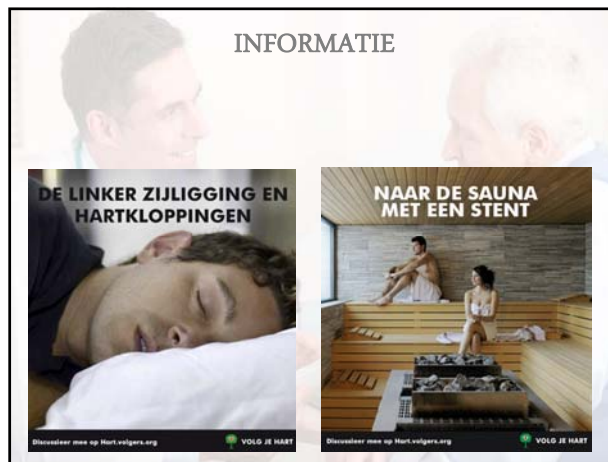 INFORMATIE
DE LINKER ZIJLIGGING EN
HARTKLOPPINGEN
Discussieer mee op Hart.volgers.org
VOLG JE HART
NAAR DE SAUNA
MET EEN STENT
Discussieer mee op Hart.volgers.org
VOLG JE HART